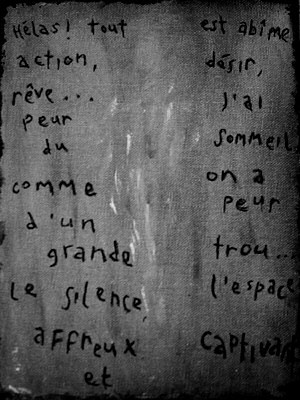 Hélas! tout est abîme
action, désir,
rêve... j'ai
peur sommeil
du
comme on a
peur
d'un
grande trou...
le silence, l'espace
affreux captivan
et